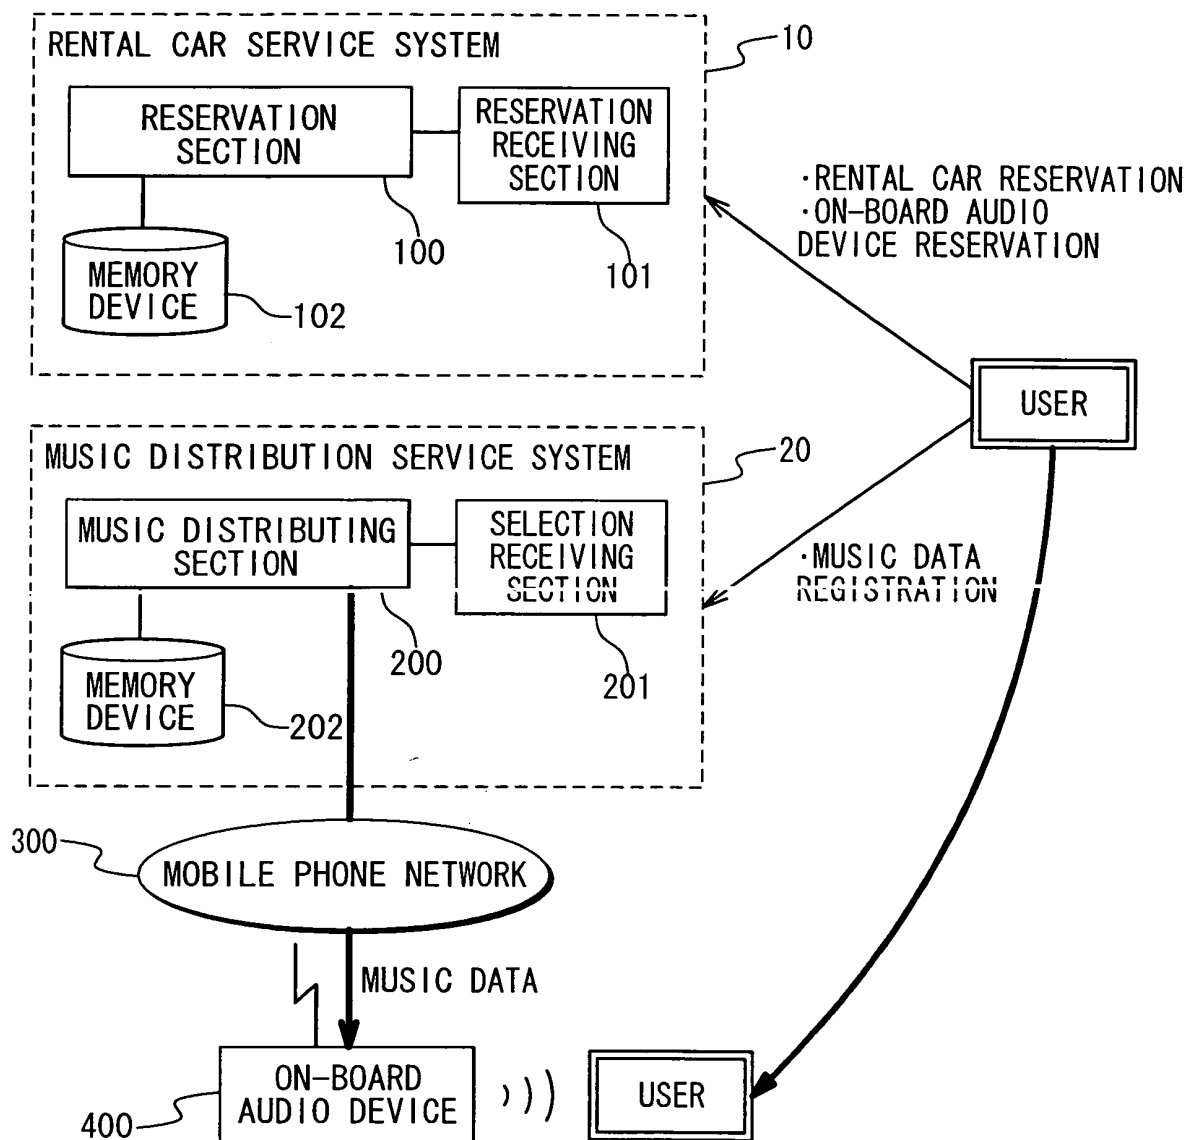 RENTAL CAR SERVICE SYSTEM
10
RESERVATION
SECTION
RESERVATION
RECEIVING
SECTION
100
101
MEMORY
DEVICE
102
·RENTAL CAR RESERVATION
·ON-BOARD AUDIO
DEVICE RESERVATION
USER
MUSIC DISTRIBUTION SERVICE SYSTEM
20
MUSIC DISTRIBUTING
SECTION
SELECTION
RECEIVING
SECTION
200
201
MEMORY
DEVICE
202
·MUSIC DATA
REGISTRATION
300
MOBILE PHONE NETWORK
MUSIC DATA
ON-BOARD
AUDIO DEVICE
400
USER